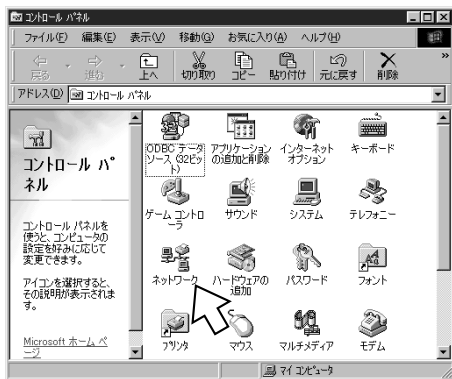 コントロール パネル
ファイル(F) 編集(E) 表示(V) 移動(G) お気に入り(A) ヘルプ(H)
戻る 進む 上へ 切り取り コピー 貼り付け 元に戻す 削除 »
アドレス(D) コントロール パネル
コントロール パ
ネル
コントロール パネルを
使うと、コンピュータの
設定を好みに応じて
変更できます。
アイコンを選択すると、
その説明が表示されま
す。
Microsoft ホーム ペ
ージ
ODBC データ
ソース (32ビッ
ト)
アプリケーション
の追加と削除
インターネット
オプション
キーボード
ゲーム コントロ
ーラ
サウンド
システム
テレフォニー
ネットワーク
ハードウェアの
追加
パスワード
フォント
プリンタ
マウス
マルチメディア
モデム
マイ コンピュータ